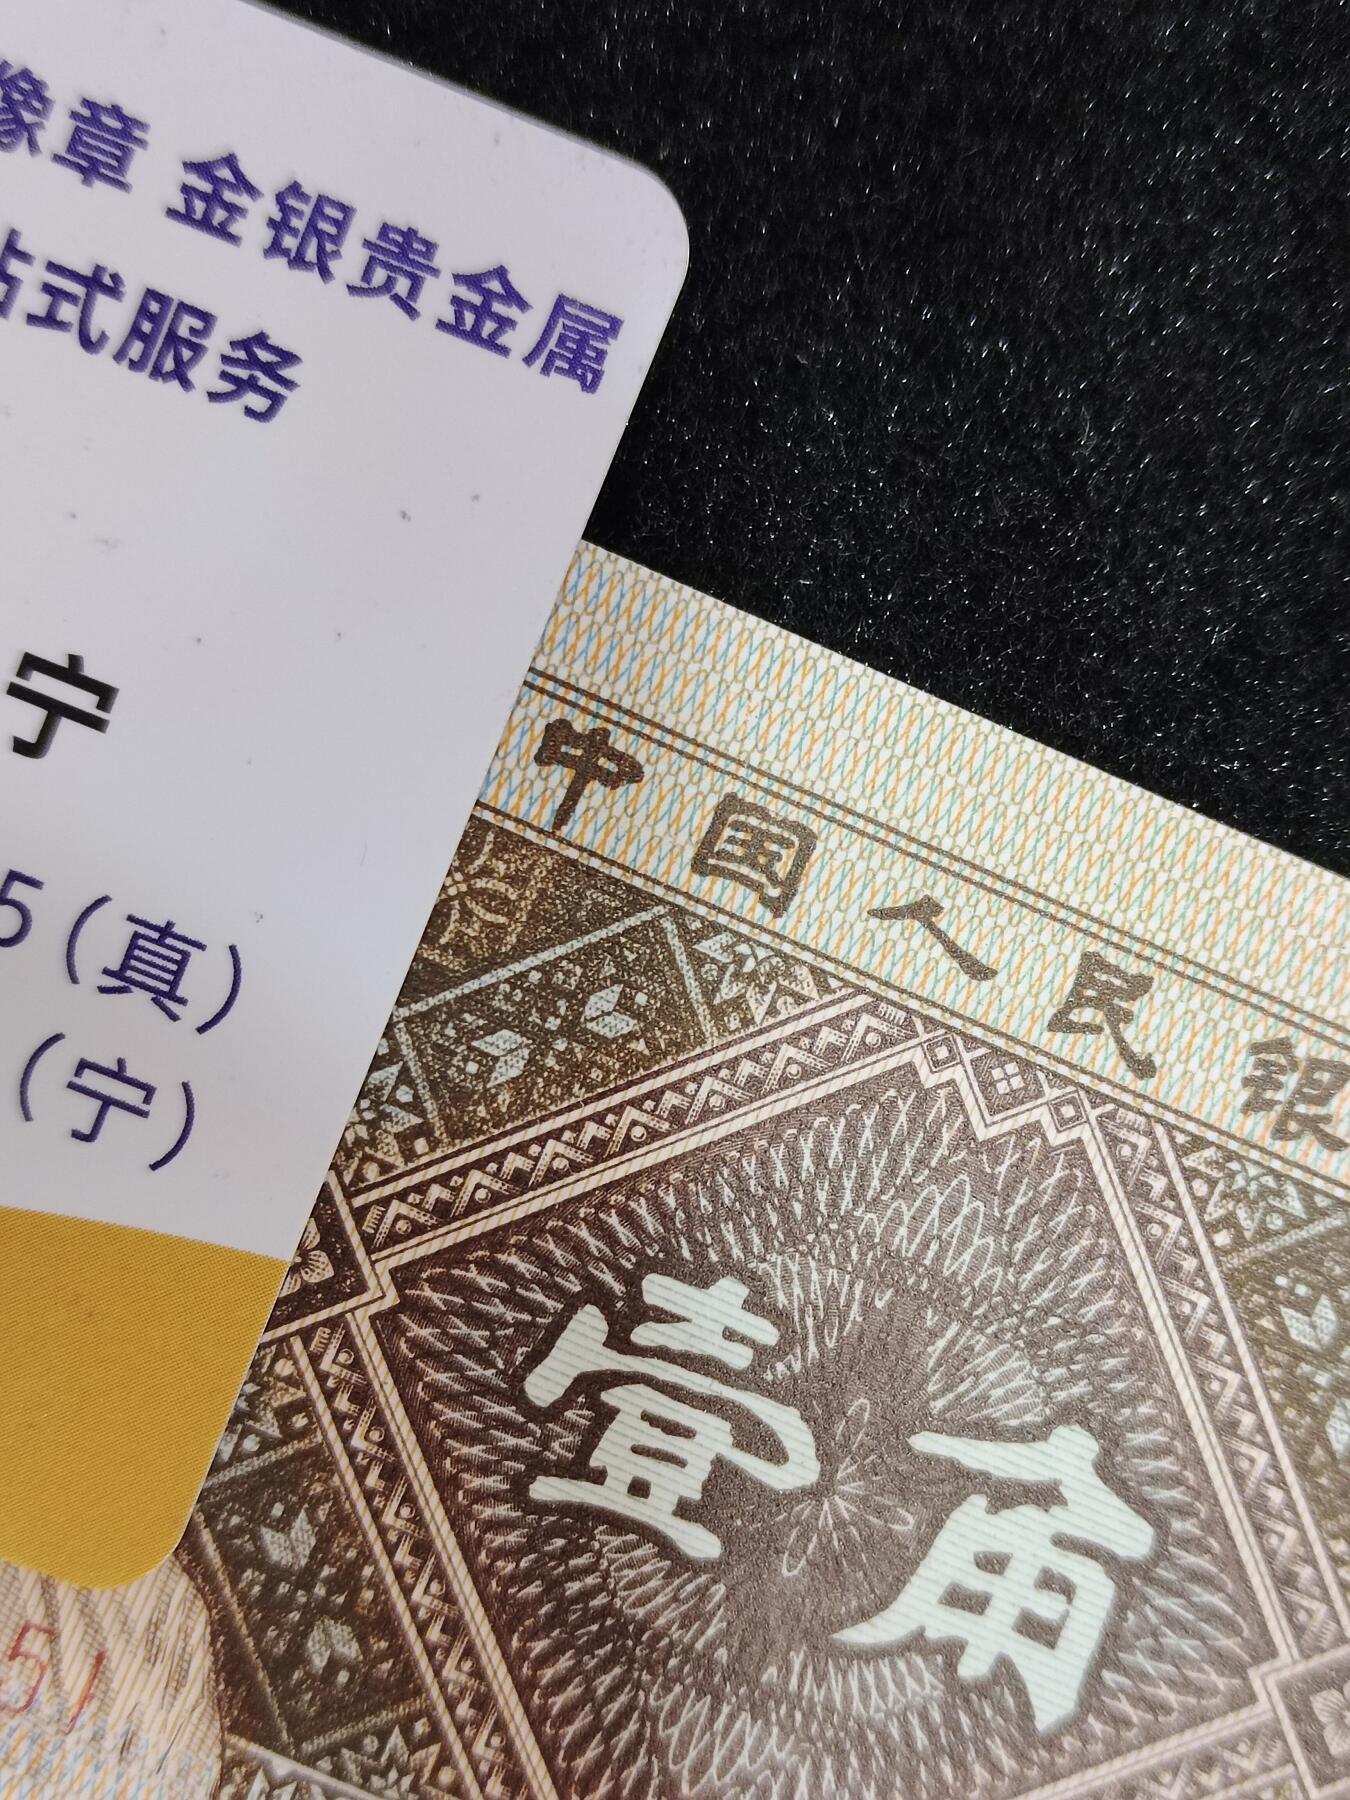 像章 金银贵金属
站式服务
宁
5(真)
(宁)
中国人民银
壹角
51